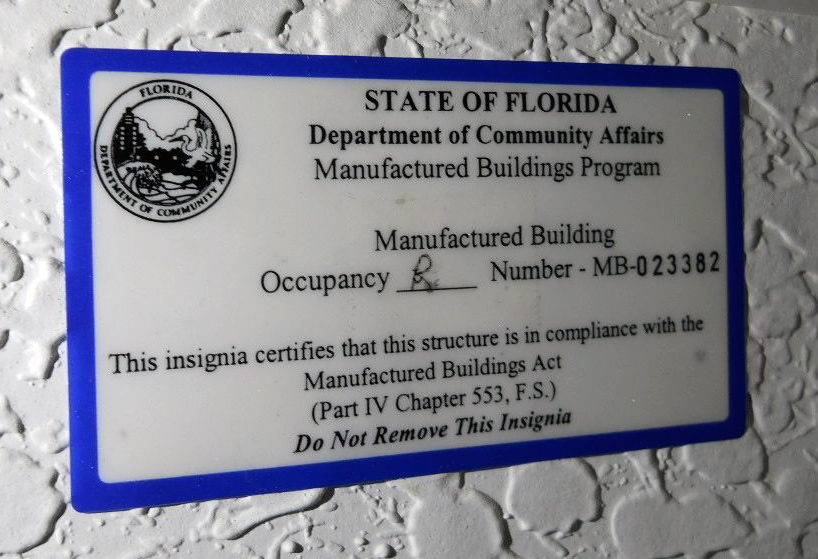 FLORIDA
DEPARTMENT OF COMMUNITY AFFAIRS
STATE OF FLORIDA
Department of Community Affairs
Manufactured Buildings Program
Manufactured Building
Occupancy R Number - MB-023382
This insignia certifies that this structure is in compliance with the
Manufactured Buildings Act
(Part IV Chapter 553, F.S.)
Do Not Remove This Insignia